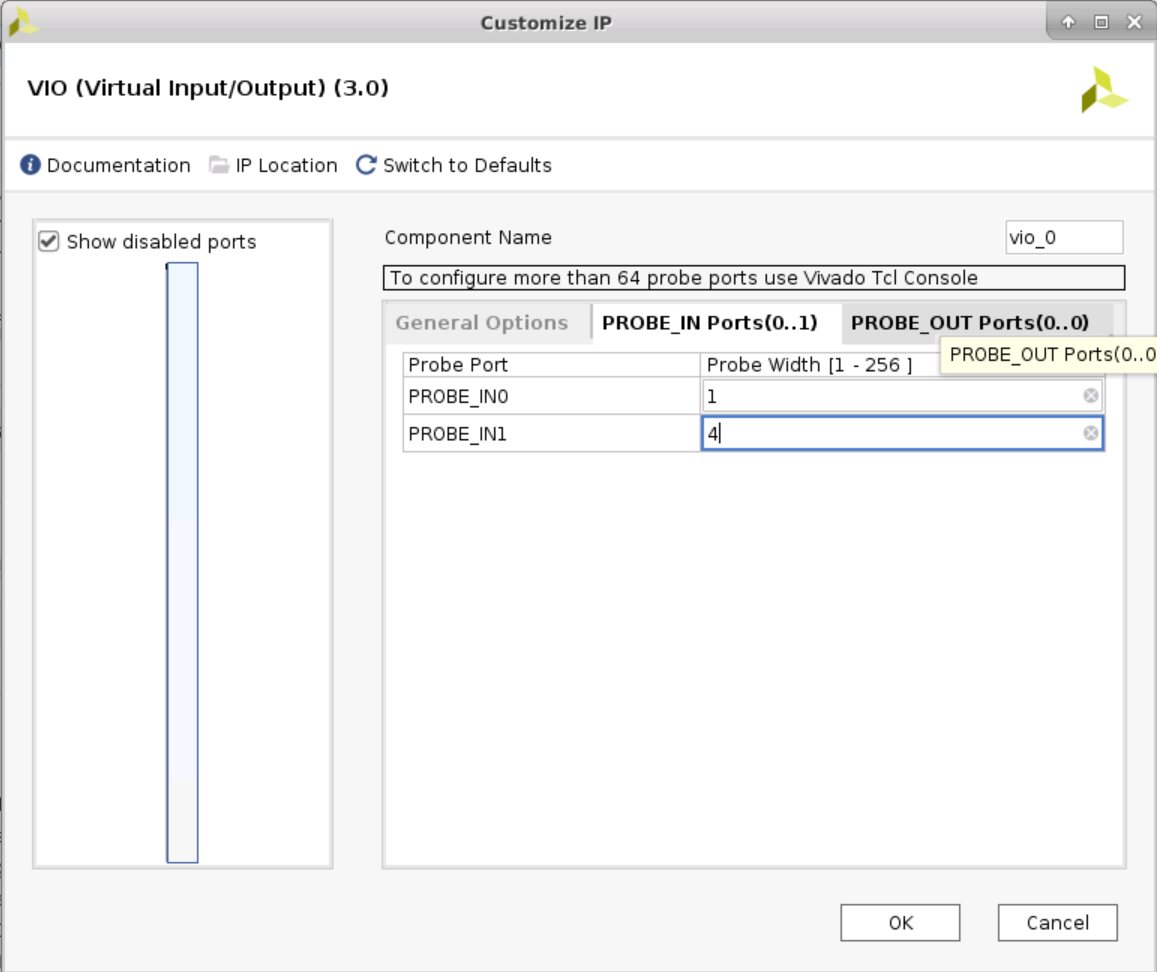 Customize IP
VIO (Virtual Input/Output) (3.0)
Documentation IP Location Switch to Defaults
Show disabled ports
Component Name vio_0
To configure more than 64 probe ports use Vivado Tcl Console
General Options PROBE_IN Ports(0..1) PROBE_OUT Ports(0..0)
PROBE_OUT Ports(0..0
Probe Port Probe Width [1 - 256 ]
PROBE_IN0 1
PROBE_IN1 4
OK Cancel